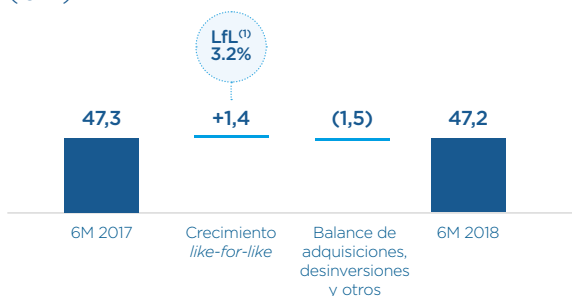 LfL(1)
3.2%
47,3
+1,4
(1,5)
47,2
6M 2017
Crecimiento
like-for-like
Balance de
adquisiciones,
desinversiones
y otros
6M 2018